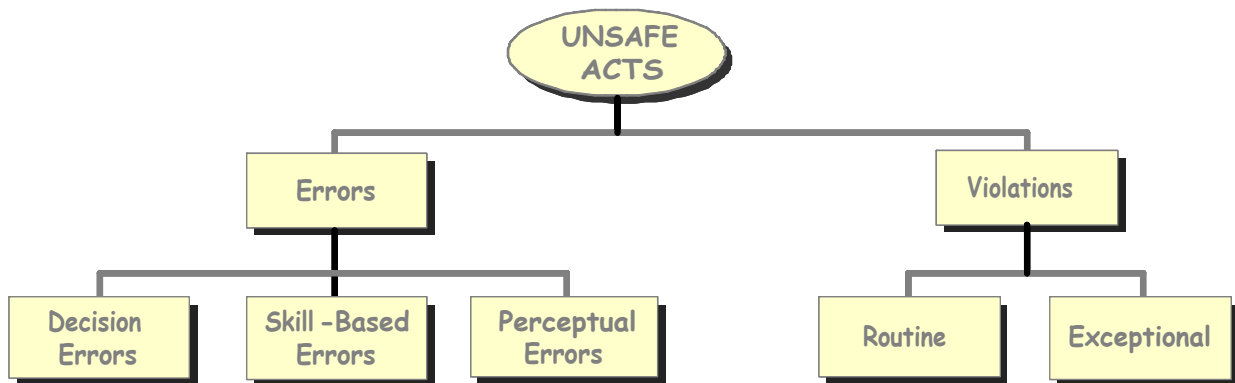 UNSAFE
ACTS
Errors
Violations
Decision
Errors
Skill -Based
Errors
Perceptual
Errors
Routine
Exceptional